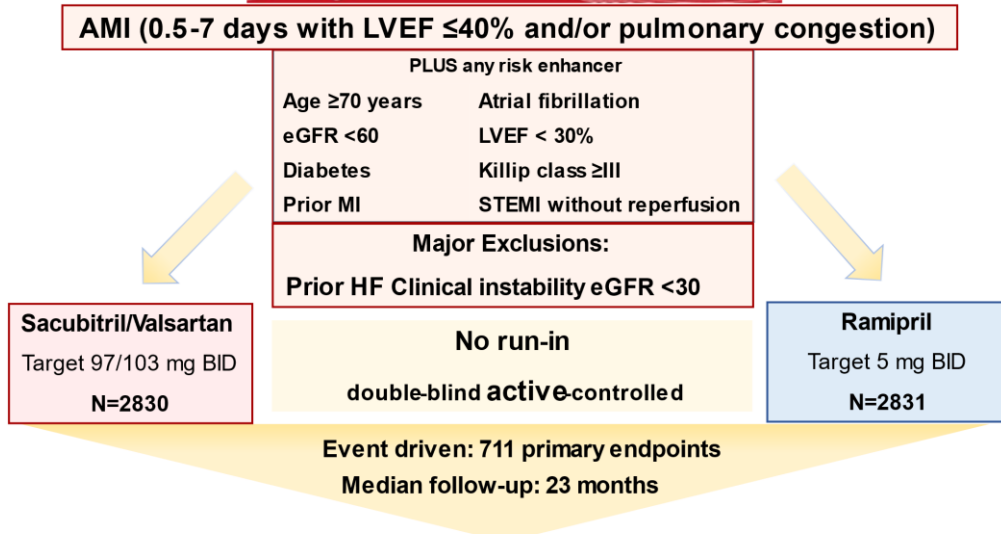 AMI (0.5-7 days with LVEF ≤40% and/or pulmonary congestion)
PLUS any risk enhancer
Age ≥70 years Atrial fibrillation
eGFR <60 LVEF < 30%
Diabetes Killip class ≥III
Prior MI STEMI without reperfusion
Major Exclusions:
Prior HF Clinical instability eGFR <30
Sacubitril/Valsartan
Target 97/103 mg BID
N=2830
No run-in
double-blind active-controlled
Ramipril
Target 5 mg BID
N=2831
Event driven: 711 primary endpoints
Median follow-up: 23 months